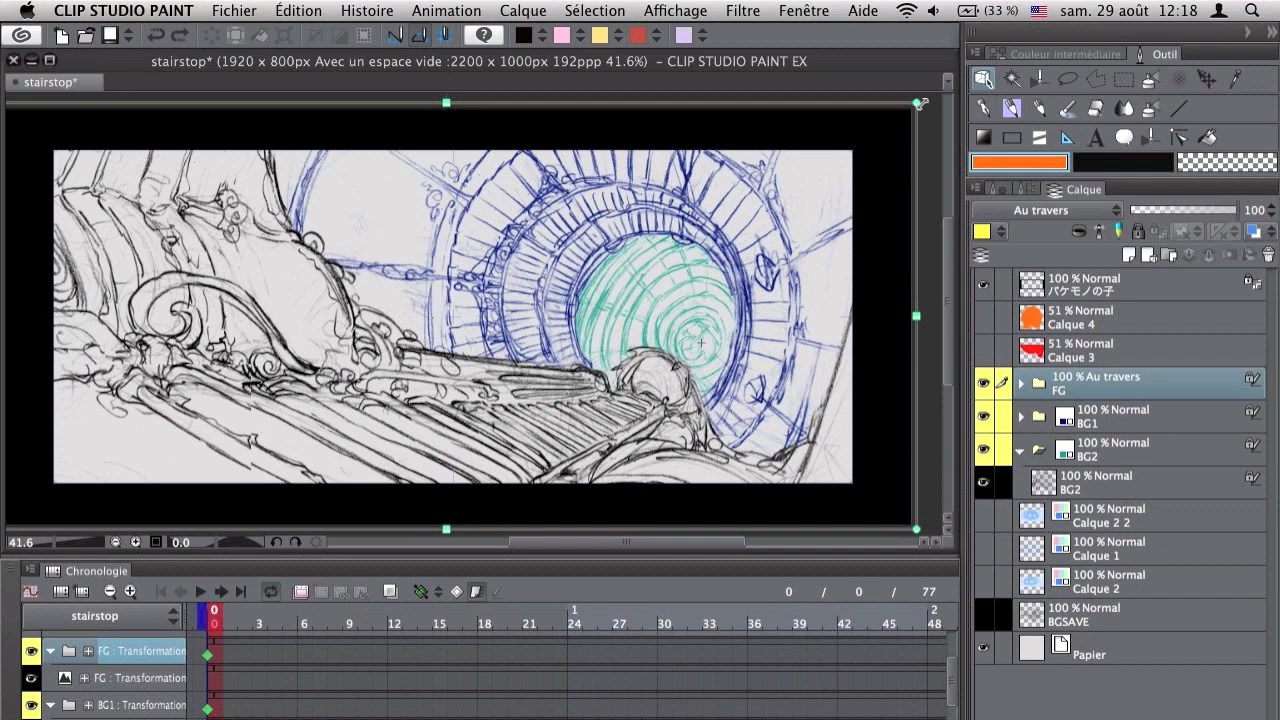 CLIP STUDIO PAINT Fichier Édition Histoire Animation Calque Sélection Affichage Filtre Fenêtre Aide (33 %) sam. 29 août 12:18
stairstop* (1920 x 800px Avec un espace vide :2200 x 1000px 192ppp 41.6%) - CLIP STUDIO PAINT EX
stairstop*
Couleur intermédiaire Outil
A
Calque
Au travers 100
100 % Normal
バケモノの子
51 % Normal
Calque 4
51 % Normal
Calque 3
100 % Au travers
FG
100 % Normal
BG1
100 % Normal
BG2
100 % Normal
BG2
100 % Normal
Calque 2 2
100 % Normal
Calque 1
100 % Normal
Calque 2
100 % Normal
BGSAVE
Papier
41.6 0.0
Chronologie
0 / 0 / 77
stairstop
0 1 2
0 3 6 9 12 15 18 21 24 27 30 33 36 39 42 45 48
FG : Transformation
FG : Transformation
BG1 : Transformation